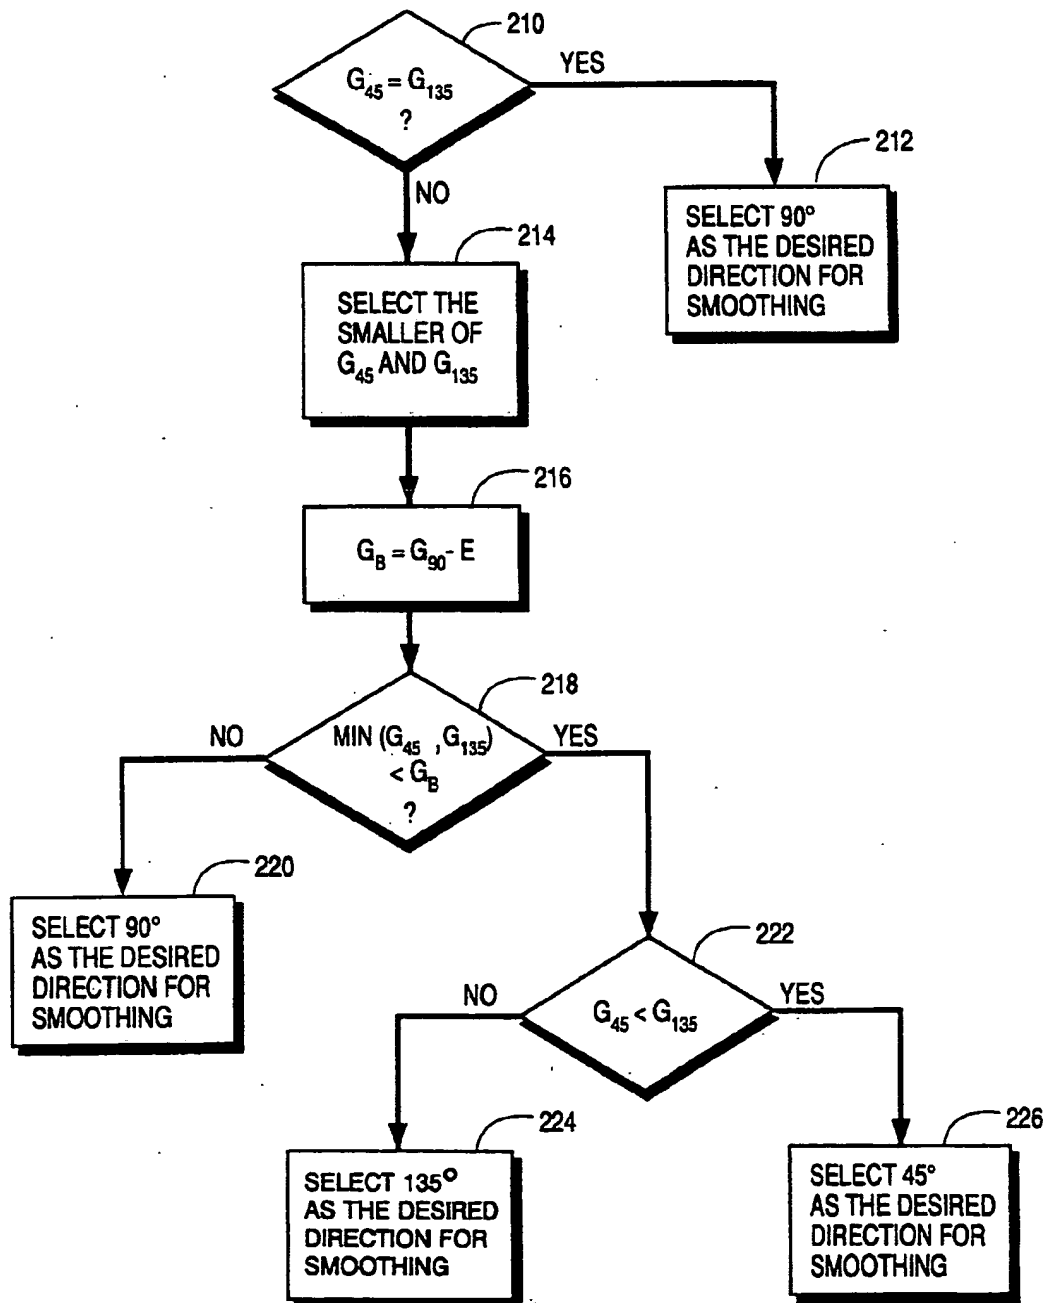 210
G45 = G135
?
YES
NO
212
SELECT 90°
AS THE DESIRED
DIRECTION FOR
SMOOTHING
214
SELECT THE
SMALLER OF
G45 AND G135
216
GB = G90 - E
218
MIN (G45 , G135)
< GB
?
NO
YES
220
SELECT 90°
AS THE DESIRED
DIRECTION FOR
SMOOTHING
222
G45 < G135
NO
YES
224
SELECT 135°
AS THE DESIRED
DIRECTION FOR
SMOOTHING
226
SELECT 45°
AS THE DESIRED
DIRECTION FOR
SMOOTHING